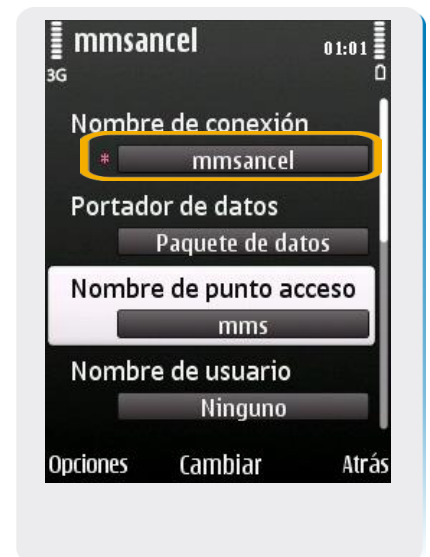 mmsancel 01:01
3G
Nombre de conexión
* mmsancel
Portador de datos
Paquete de datos
Nombre de punto acceso
mms
Nombre de usuario
Ninguno
Opciones Cambiar Atrás